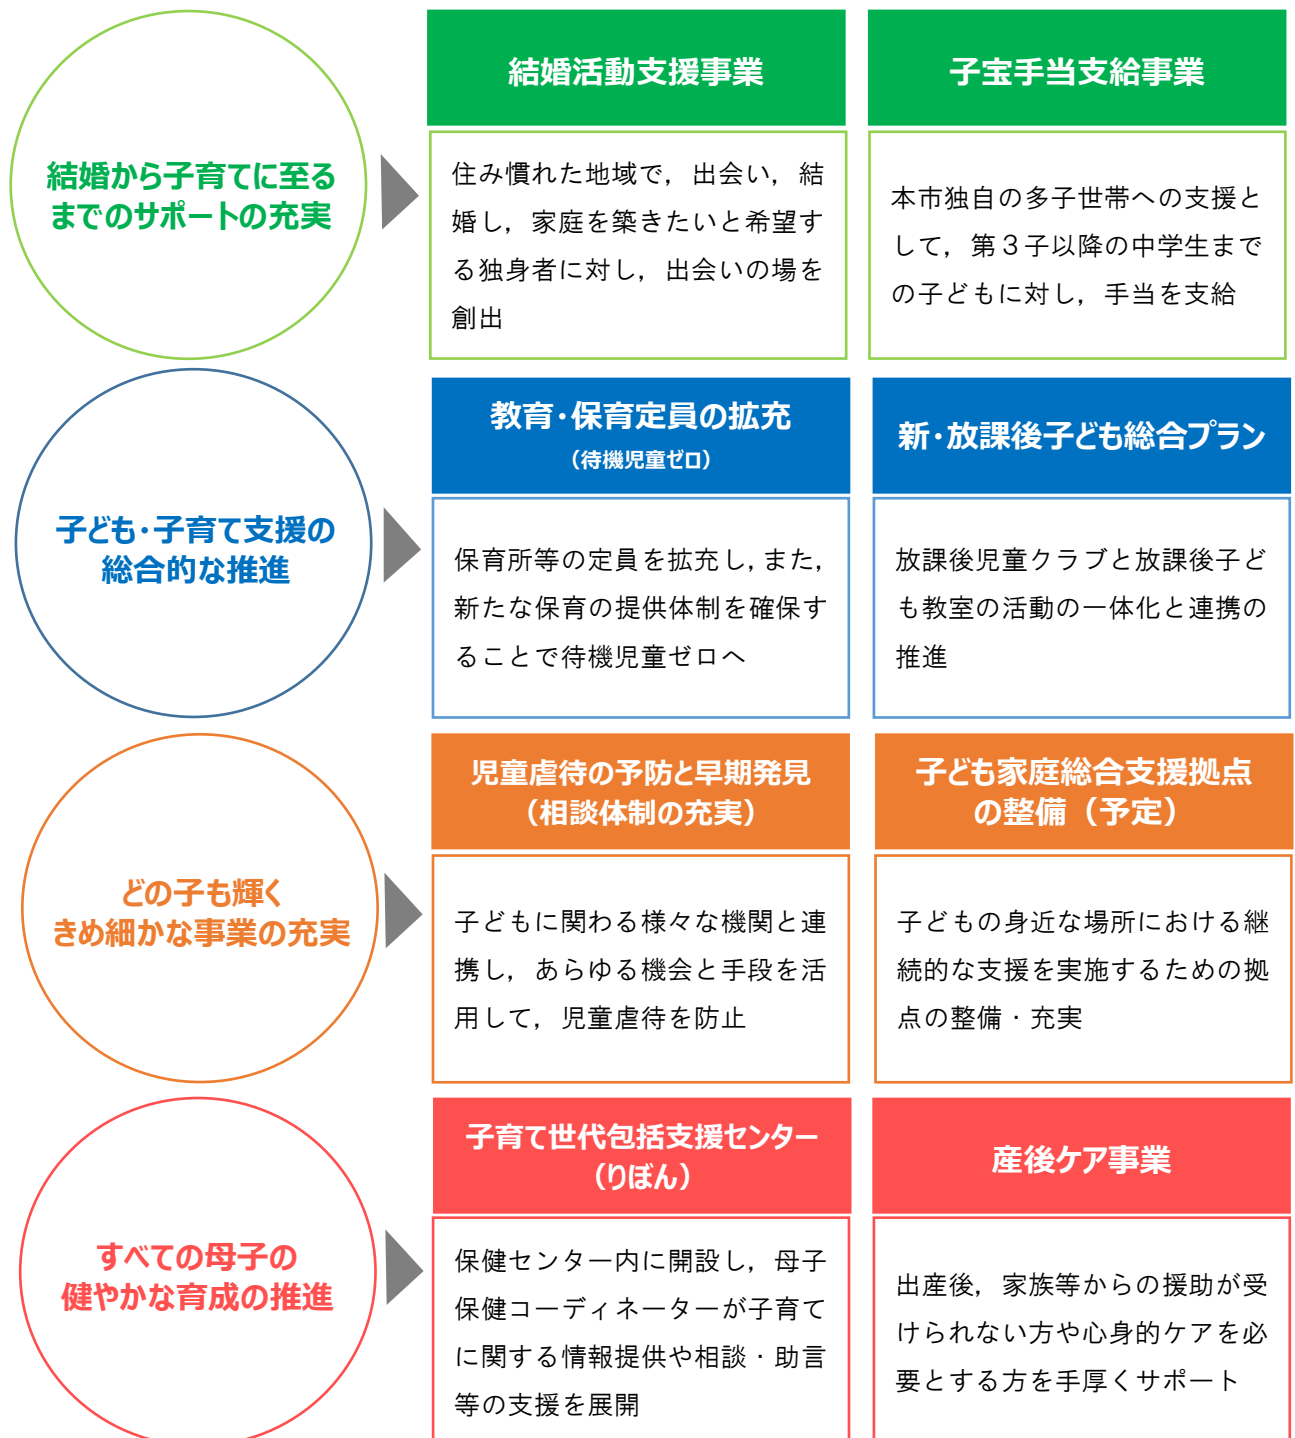 結婚から子育てに至る
までのサポートの充実
結婚活動支援事業
住み慣れた地域で，出会い，結
婚し，家庭を築きたいと希望す
る独身者に対し，出会いの場を
創出
子宝手当支給事業
本市独自の多子世帯への支援と
して，第３子以降の中学生まで
の子どもに対し，手当を支給
子ども・子育て支援の
総合的な推進
教育・保育定員の拡充
（待機児童ゼロ）
保育所等の定員を拡充し，また，
新たな保育の提供体制を確保す
ることで待機児童ゼロへ
新・放課後子ども総合プラン
放課後児童クラブと放課後子ど
も教室の活動の一体化と連携の
推進
どの子も輝く
きめ細かな事業の充実
児童虐待の予防と早期発見
（相談体制の充実）
子どもに関わる様々な機関と連
携し，あらゆる機会と手段を活
用して，児童虐待を防止
子ども家庭総合支援拠点
の整備（予定）
子どもの身近な場所における継
続的な支援を実施するための拠
点の整備・充実
すべての母子の
健やかな育成の推進
子育て世代包括支援センター
（りぼん）
保健センター内に開設し，母子
保健コーディネーターが子育て
に関する情報提供や相談・助言
等の支援を展開
産後ケア事業
出産後，家族等からの援助が受
けられない方や心身的ケアを必
要とする方を手厚くサポート